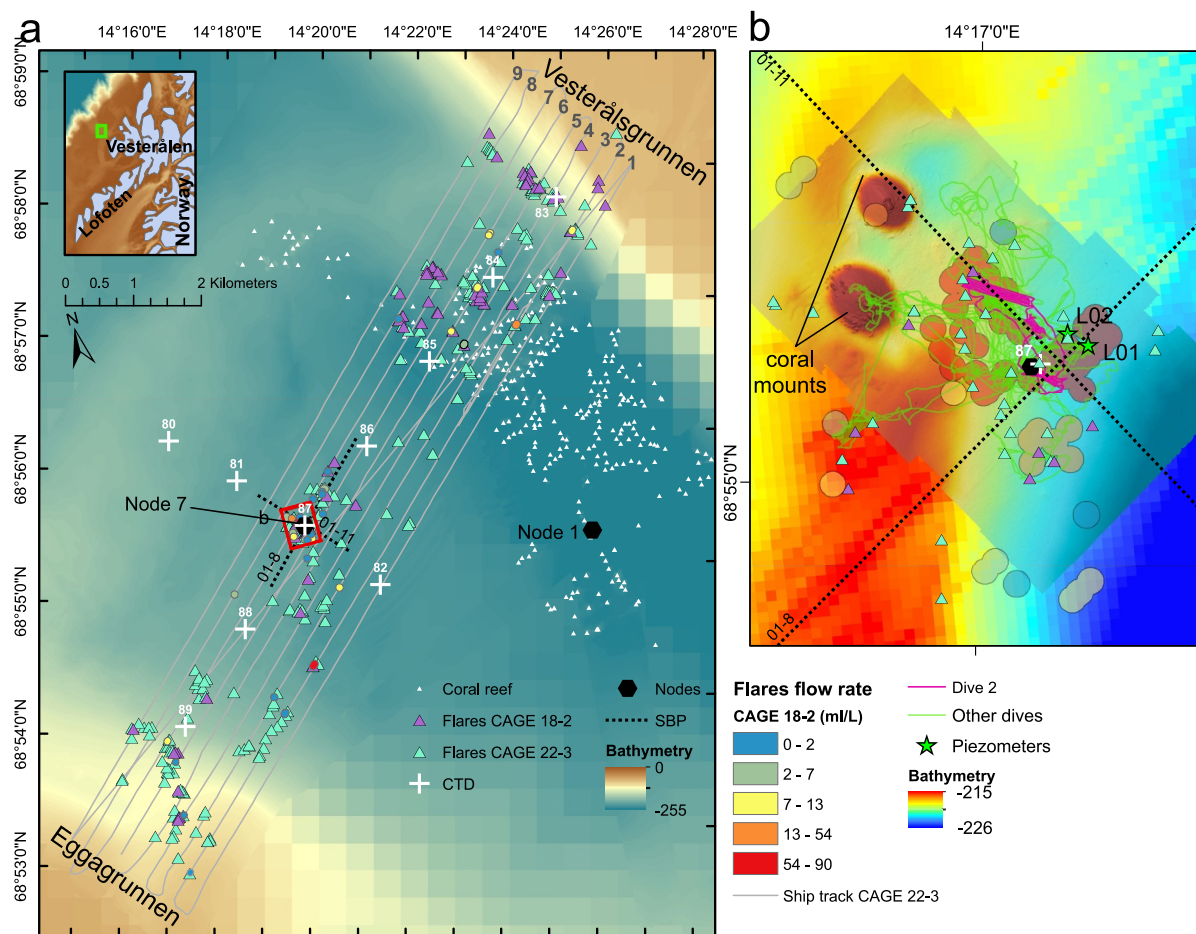 a
14°16'0"E
14°18'0"E
14°20'0"E
14°22'0"E
14°24'0"E
14°26'0"E
14°28'0"E
68°59'0"N
68°58'0"N
68°57'0"N
68°56'0"N
68°55'0"N
68°54'0"N
68°53'0"N
Vesterålen
Lofoten
Norway
0 0.5 1 2 Kilometers
N
Vesterålsgrunnen
9
8
7
6
5
4
3
2
1
83
84
85
80
81
86
87
82
88
89
Node 7
b
01-11
01-8
Node 1
Eggagrunnen
Coral reef
Flares CAGE 18-2
Flares CAGE 22-3
CTD
Nodes
SBP
Bathymetry
0
-255
b
14°17'0"E
68°55'0"N
01-11
01-8
coral
mounts
87
L02
L01
Flares flow rate
CAGE 18-2 (ml/L)
0 - 2
2 - 7
7 - 13
13 - 54
54 - 90
Ship track CAGE 22-3
Dive 2
Other dives
Piezometers
Bathymetry
-215
-226